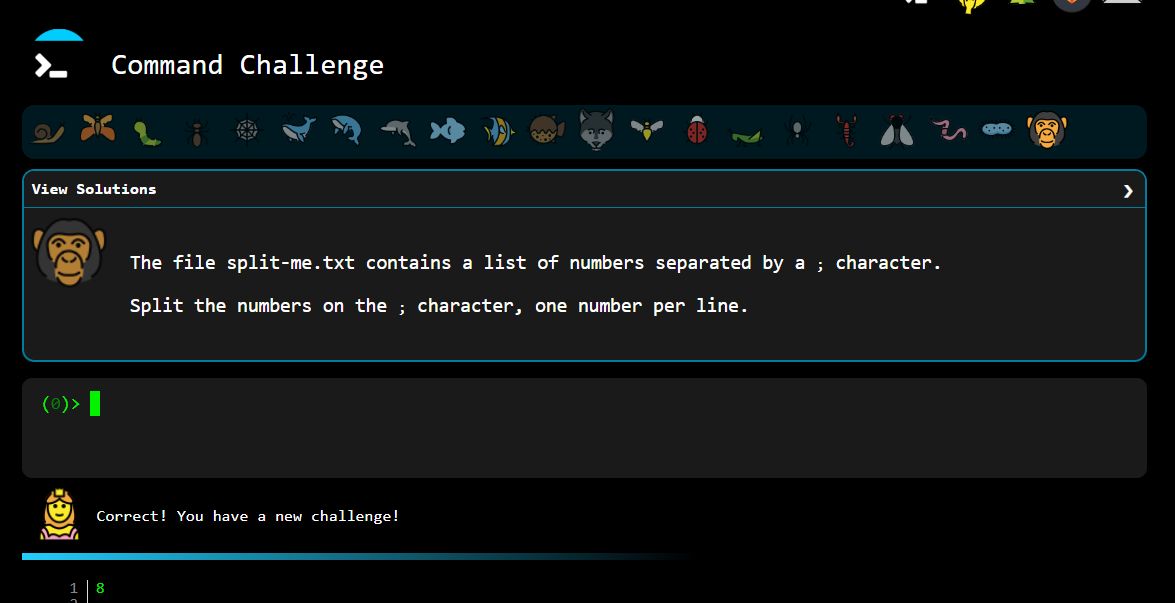 Command Challenge
View Solutions
The file split-me.txt contains a list of numbers separated by a ; character.
Split the numbers on the ; character, one number per line.
(0)>
Correct! You have a new challenge!
1 8